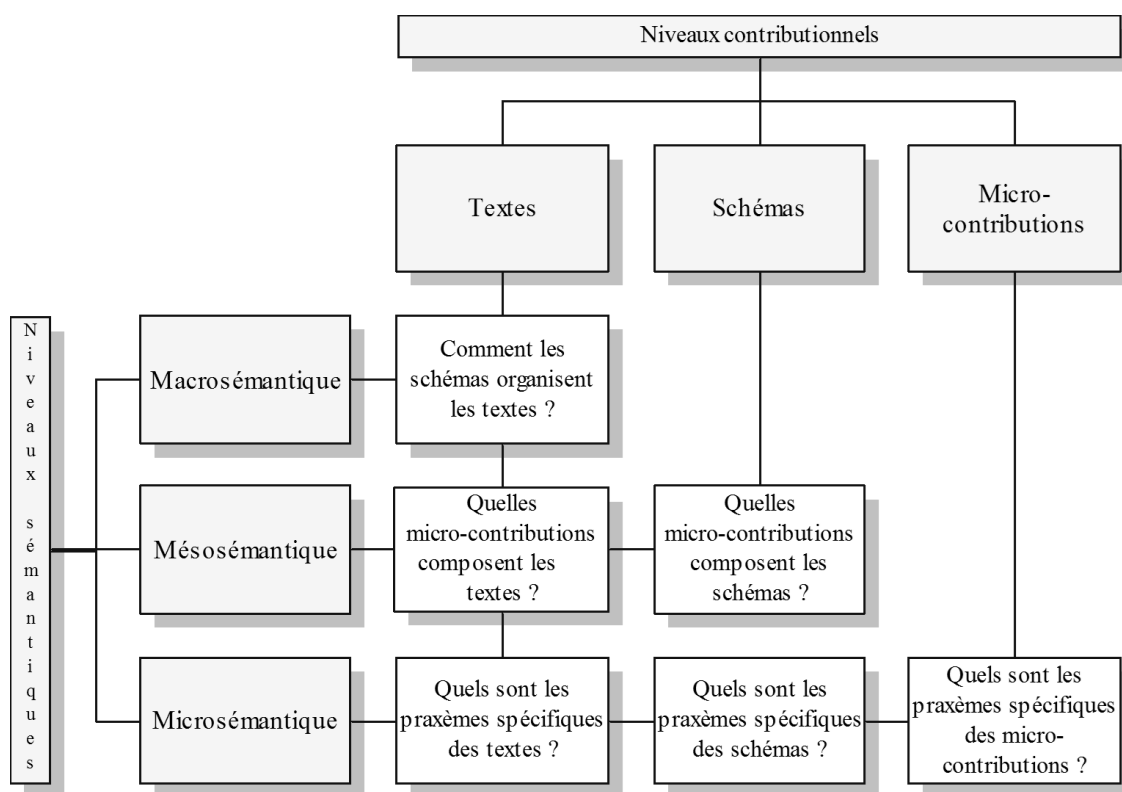 Niveaux contributionnels
Textes
Schémas
Micro-
contributions
Niveaux sémantiques
Macrosémantique
Comment les
schémas organisent
les textes ?
Mésosémantique
Quelles
micro-contributions
composent les
textes ?
Quelles
micro-contributions
composent les
schémas ?
Microsémantique
Quels sont les
praxèmes spécifiques
des textes ?
Quels sont les
praxèmes spécifiques
des schémas ?
Quels sont les
praxèmes spécifiques
des micro-
contributions ?